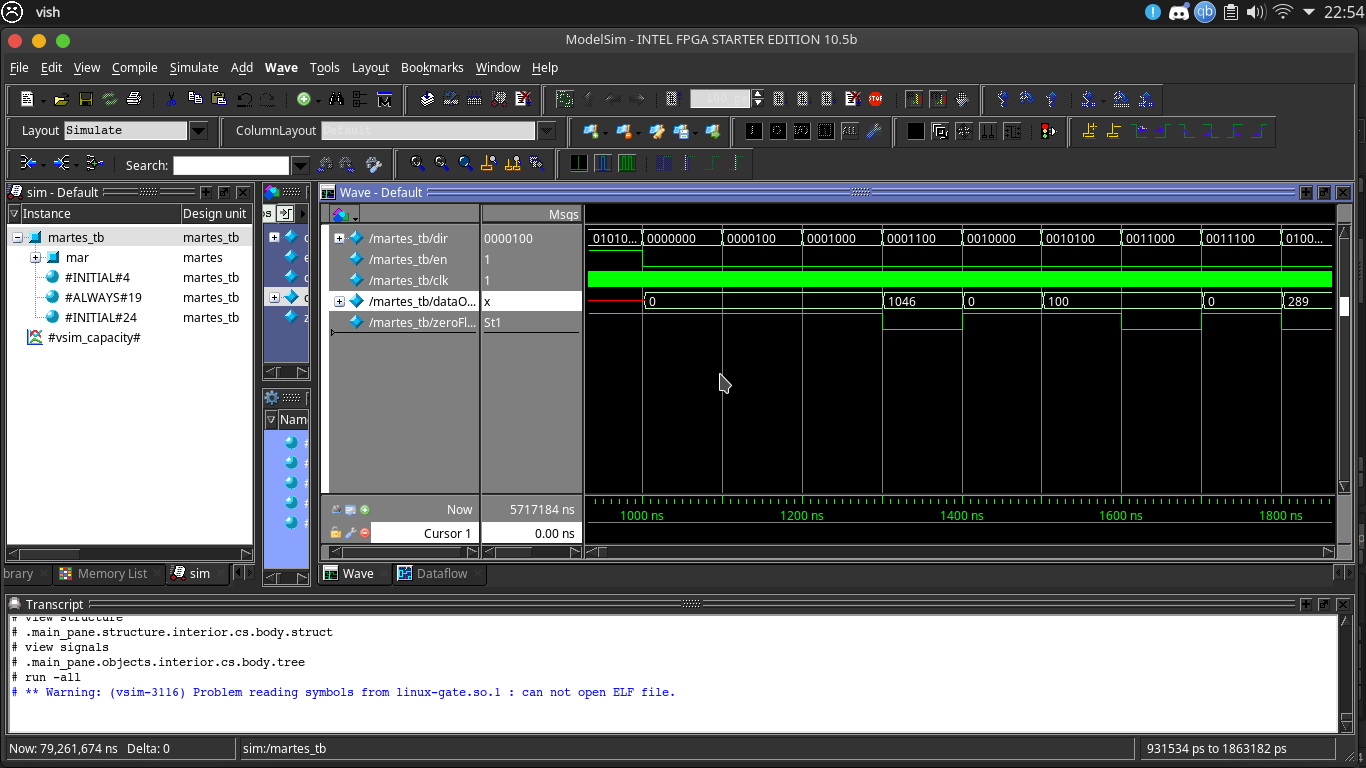 vish
22:54
ModelSim - INTEL FPGA STARTER EDITION 10.5b
File Edit View Compile Simulate Add Wave Tools Layout Bookmarks Window Help
100 ps
Layout Simulate ColumnLayout Default
Search:
sim - Default
Instance Design unit
martes_tb martes_tb
mar martes
#INITIAL#4 martes_tb
#ALWAYS#19 martes_tb
#INITIAL#24 martes_tb
#vsim_capacity#
Nam
Wave - Default
Msgs
/martes_tb/dir 0000100 01010... 0000000 0000100 0001000 0001100 0010000 0010100 0011000 0011100 0100...
/martes_tb/en 1
/martes_tb/clk 1
/martes_tb/dataO... x 0 1046 0 100 0 289
/martes_tb/zeroFl... St1
Now 5717184 ns 1000 ns 1200 ns 1400 ns 1600 ns 1800 ns
Cursor 1 0.00 ns
brary Memory List sim
Wave Dataflow
Transcript
# view structure
# .main_pane.structure.interior.cs.body.struct
# view signals
# .main_pane.objects.interior.cs.body.tree
# run -all
# ** Warning: (vsim-3116) Problem reading symbols from linux-gate.so.1 : can not open ELF file.
Now: 79,261,674 ns Delta: 0 sim:/martes_tb 931534 ps to 1863182 ps